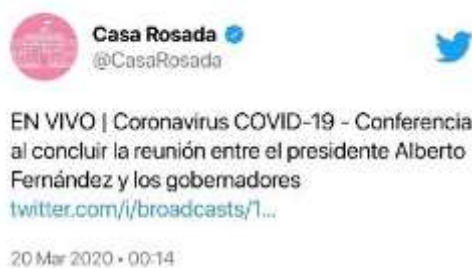 Casa Rosada
@CasaRosada
EN VIVO | Coronavirus COVID-19 - Conferencia
al concluir la reunión entre el presidente Alberto
Fernández y los gobernadores
twitter.com/i/broadcasts/1...
20 Mar 2020 • 00:14